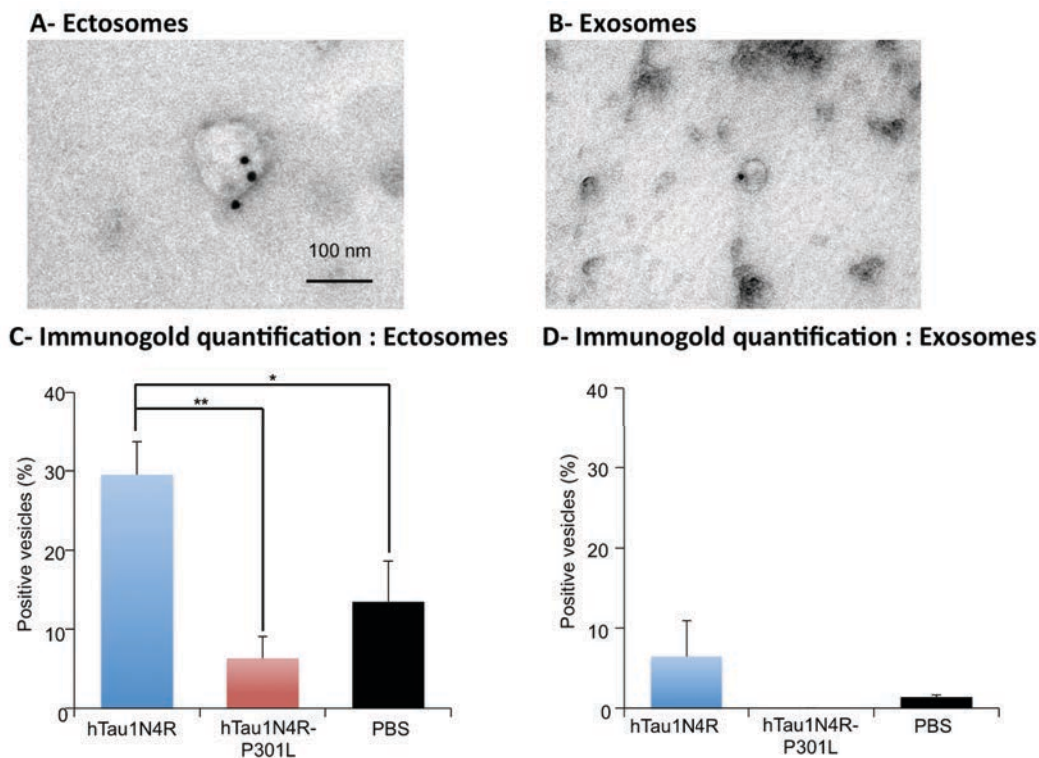 A- Ectosomes
B- Exosomes
100 nm
C- Immunogold quantification : Ectosomes
D- Immunogold quantification : Exosomes
40
30
20
10
0
Positive vesicles (%)
*
**
hTau1N4R
hTau1N4R-
P301L
PBS
40
30
20
10
0
Positive vesicles (%)
hTau1N4R
hTau1N4R-
P301L
PBS